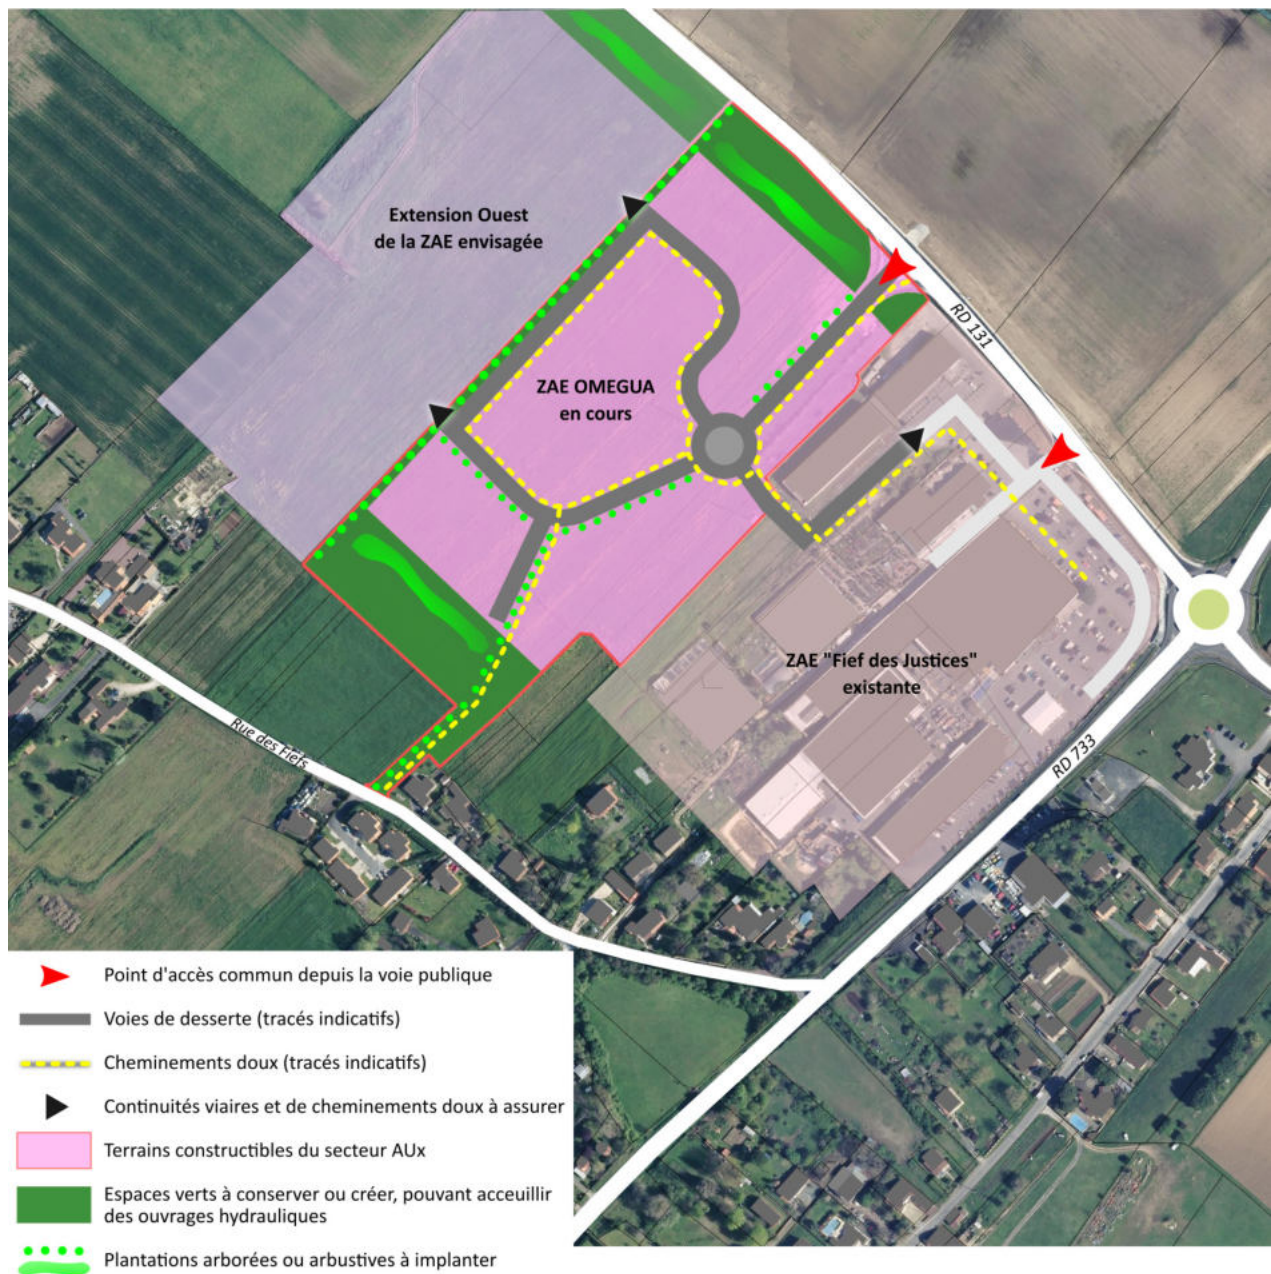 Extension Ouest
de la ZAE envisagée
RD 131
ZAE OMEGUA
en cours
ZAE "Fief des Justices"
existante
Rue des Fiefs
RD 733
Point d'accès commun depuis la voie publique
Voies de desserte (tracés indicatifs)
Cheminements doux (tracés indicatifs)
Continuités viaires et de cheminements doux à assurer
Terrains constructibles du secteur AUx
Espaces verts à conserver ou créer, pouvant acceuillir
des ouvrages hydrauliques
Plantations arborées ou arbustives à implanter